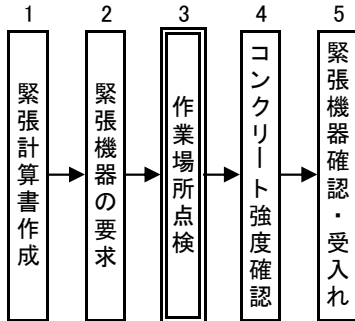 1
緊張計算書作成
2
緊張機器の要求
3
作業場所点検
4
コンクリート強度確認
5
緊張機器確認・受入れ